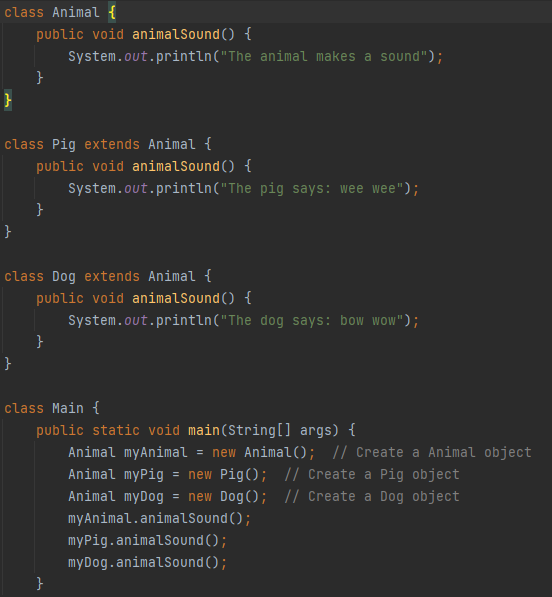 class Animal {
    public void animalSound() {
        System.out.println("The animal makes a sound");
    }
}

class Pig extends Animal {
    public void animalSound() {
        System.out.println("The pig says: wee wee");
    }
}

class Dog extends Animal {
    public void animalSound() {
        System.out.println("The dog says: bow wow");
    }
}

class Main {
    public static void main(String[] args) {
        Animal myAnimal = new Animal();  // Create a Animal object
        Animal myPig = new Pig();  // Create a Pig object
        Animal myDog = new Dog();  // Create a Dog object
        myAnimal.animalSound();
        myPig.animalSound();
        myDog.animalSound();
    }